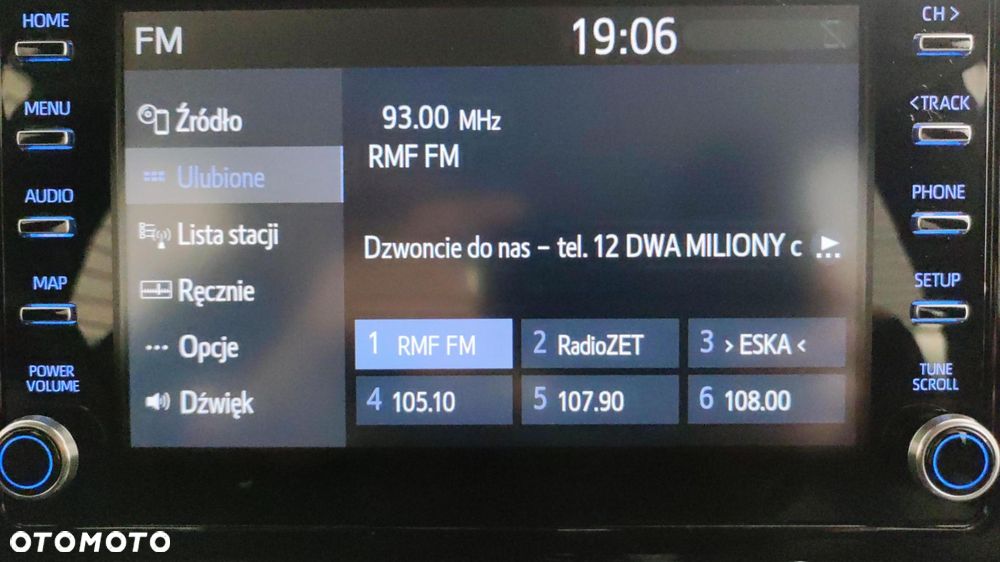 HOME
MENU
AUDIO
MAP
POWER
VOLUME
FM
19:06
Źródło
Ulubione
Lista stacji
Ręcznie
Opcje
Dźwięk
93.00 MHz
RMF FM
Dzwoncie do nas – tel. 12 DWA MILIONY c ...
1 RMF FM
2 RadioZET
3 > ESKA <
4 105.10
5 107.90
6 108.00
CH >
< TRACK
PHONE
SETUP
TUNE
SCROLL
OTOMOTO